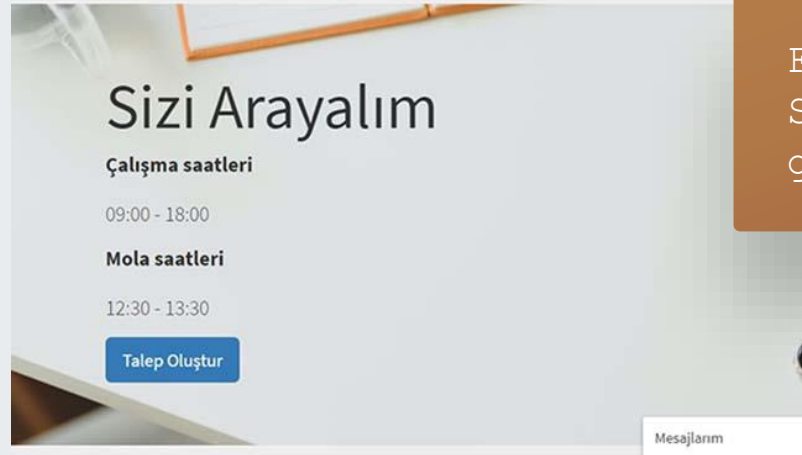 Sizi Arayalım
Çalışma saatleri
09:00 - 18:00
Mola saatleri
12:30 - 13:30
Talep Oluştur
Mesajlarım